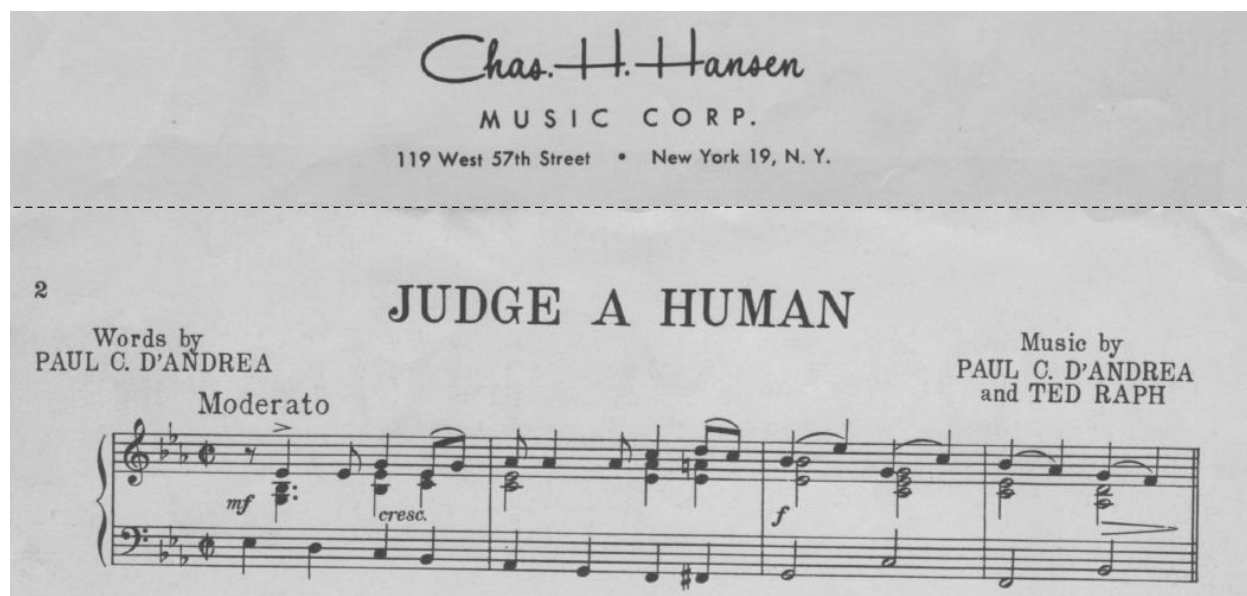 Chas. H. Hansen
MUSIC CORP.
119 West 57th Street • New York 19, N. Y.
2
JUDGE A HUMAN
Words by
PAUL C. D'ANDREA
Music by
PAUL C. D'ANDREA
and TED RAPH
Moderato
mf
cresc.
f